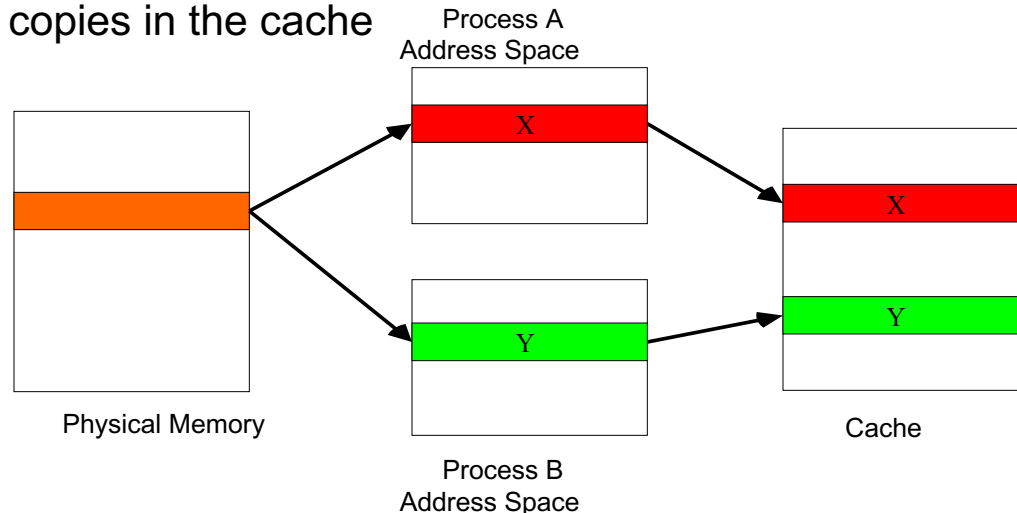 copies in the cache
Process A
Address Space
X
X
Y
Y
Physical Memory
Cache
Process B
Address Space